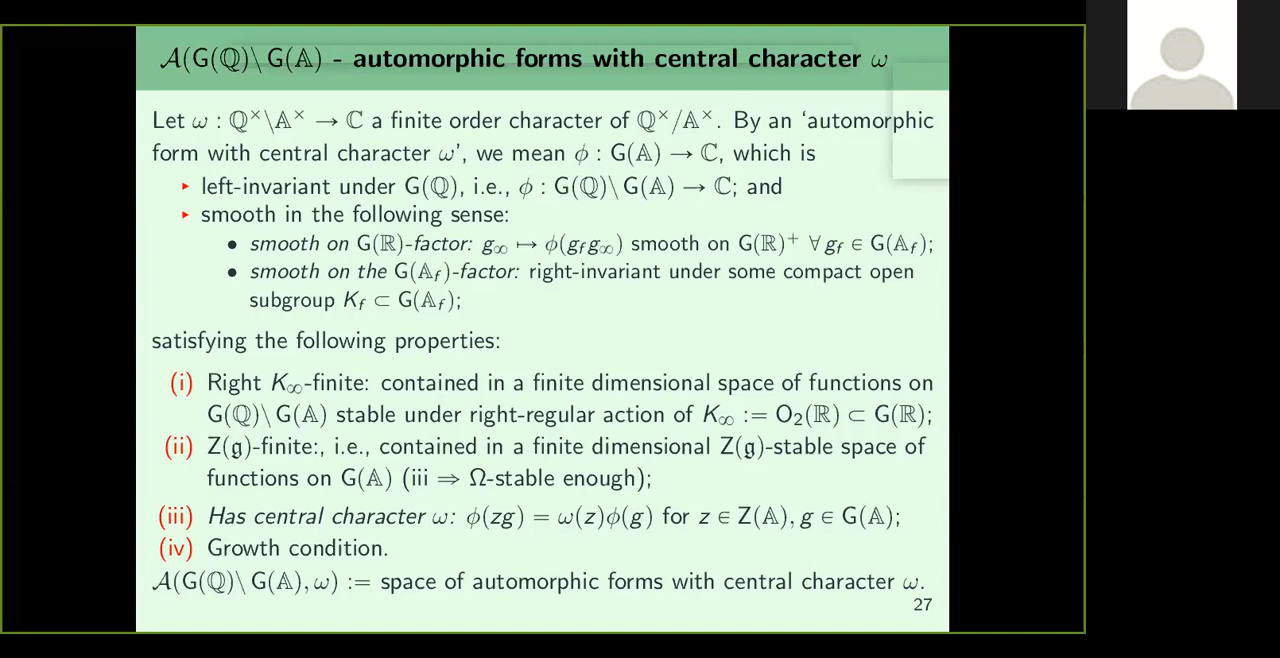 𝒜(G(ℚ)\ G(𝔸) - automorphic forms with central character ω
Let ω : ℚ×\𝔸× → ℂ a finite order character of ℚ×/𝔸×. By an ‘automorphic
form with central character ω’, we mean ϕ : G(𝔸) → ℂ, which is
▸ left-invariant under G(ℚ), i.e., ϕ : G(ℚ)\ G(𝔸) → ℂ; and
▸ smooth in the following sense:
• smooth on G(ℝ)-factor: g∞ ↦ ϕ(g_f g∞) smooth on G(ℝ)⁺ ∀ g_f ∈ G(𝔸_f);
• smooth on the G(𝔸_f)-factor: right-invariant under some compact open
subgroup K_f ⊂ G(𝔸_f);
satisfying the following properties:
(i) Right K∞-finite: contained in a finite dimensional space of functions on
G(ℚ)\ G(𝔸) stable under right-regular action of K∞ := O₂(ℝ) ⊂ G(ℝ);
(ii) Z(𝔤)-finite:, i.e., contained in a finite dimensional Z(𝔤)-stable space of
functions on G(𝔸) (iii ⇒ Ω-stable enough);
(iii) Has central character ω: ϕ(zg) = ω(z)ϕ(g) for z ∈ Z(𝔸), g ∈ G(𝔸);
(iv) Growth condition.
𝒜(G(ℚ)\ G(𝔸), ω) := space of automorphic forms with central character ω.
27